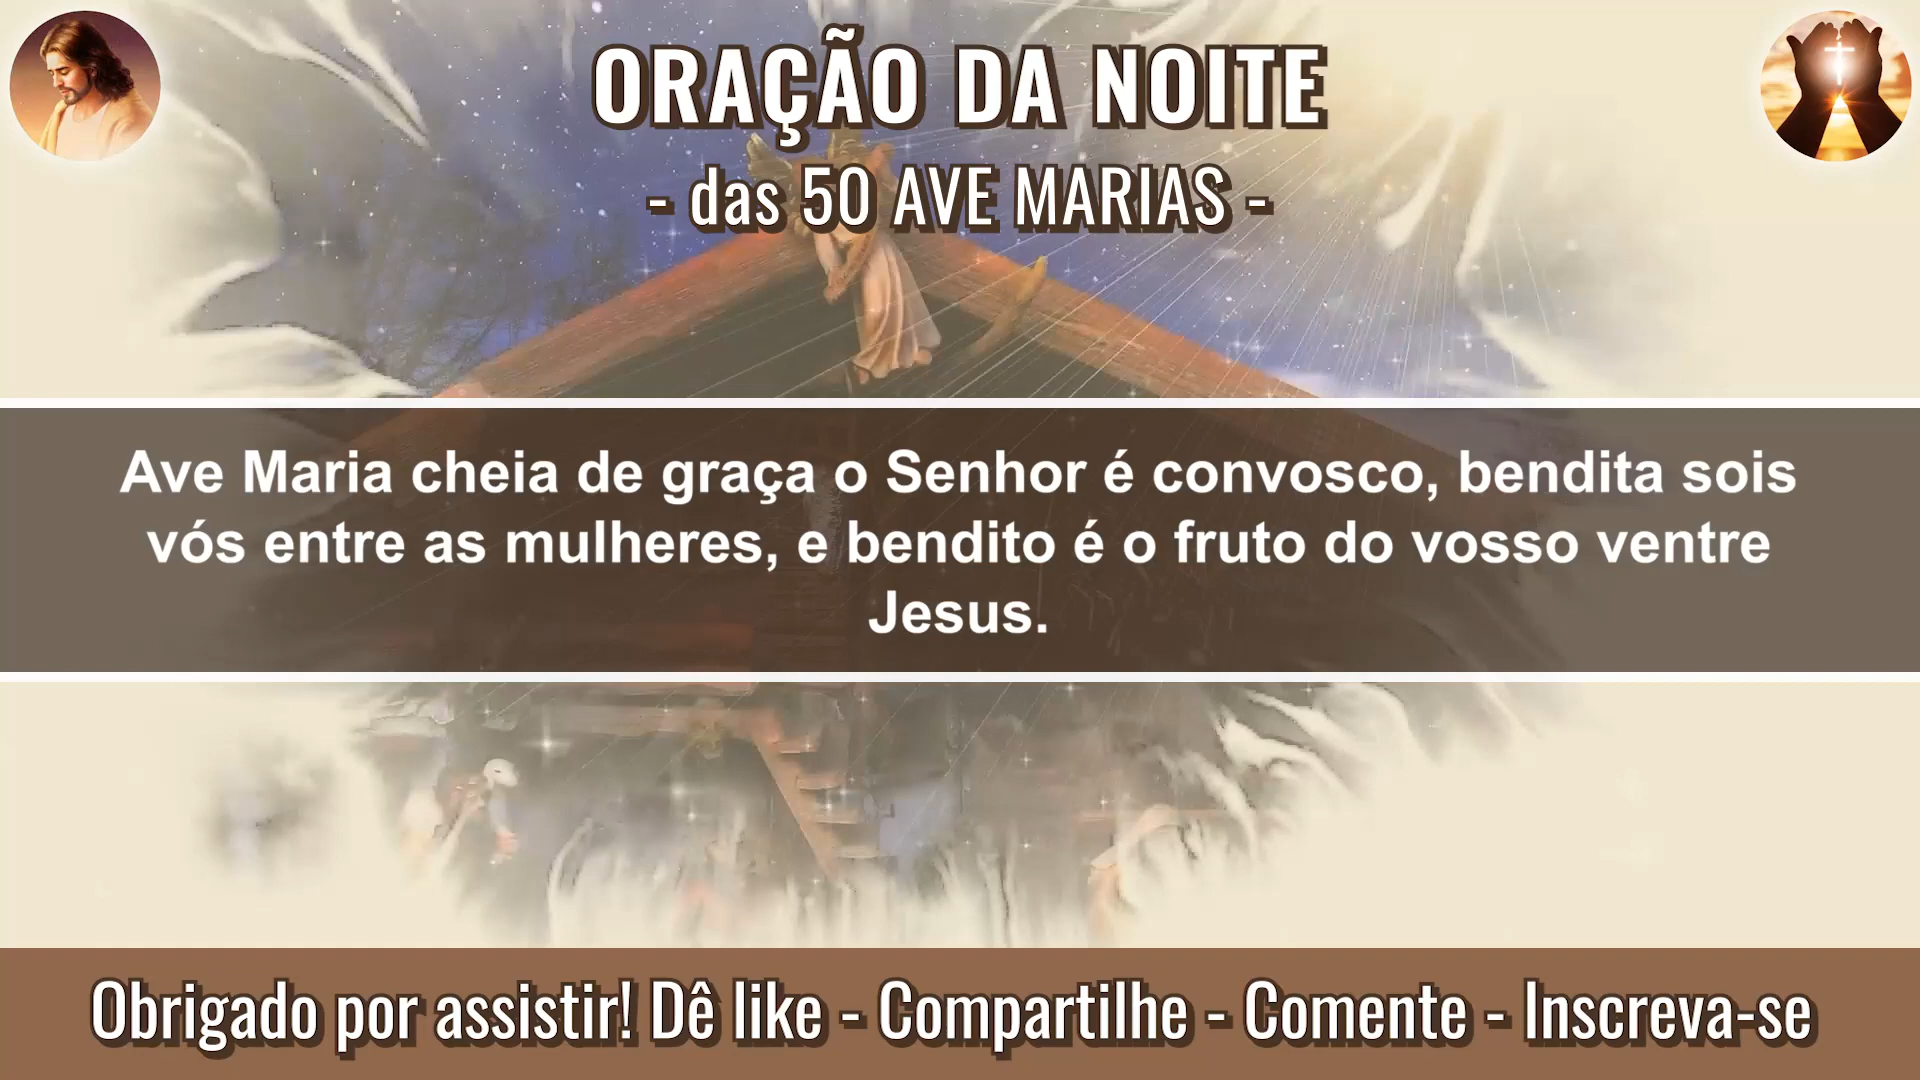 ORAÇÃO DA NOITE
- das 50 AVE MARIAS -
Ave Maria cheia de graça o Senhor é convosco, bendita sois
vós entre as mulheres, e bendito é o fruto do vosso ventre
Jesus.
Obrigado por assistir! Dê like - Compartilhe - Comente - Inscreva-se